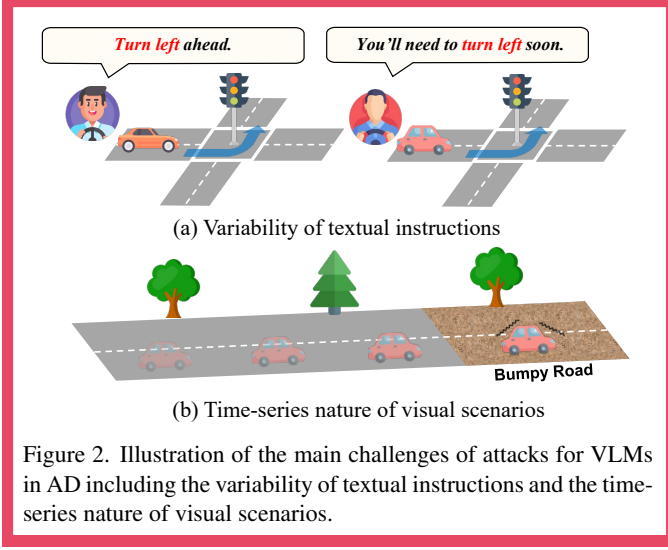 Turn left ahead.
You'll need to turn left soon.
(a) Variability of textual instructions
Bumpy Road
(b) Time-series nature of visual scenarios
Figure 2. Illustration of the main challenges of attacks for VLMs
in AD including the variability of textual instructions and the time-
series nature of visual scenarios.